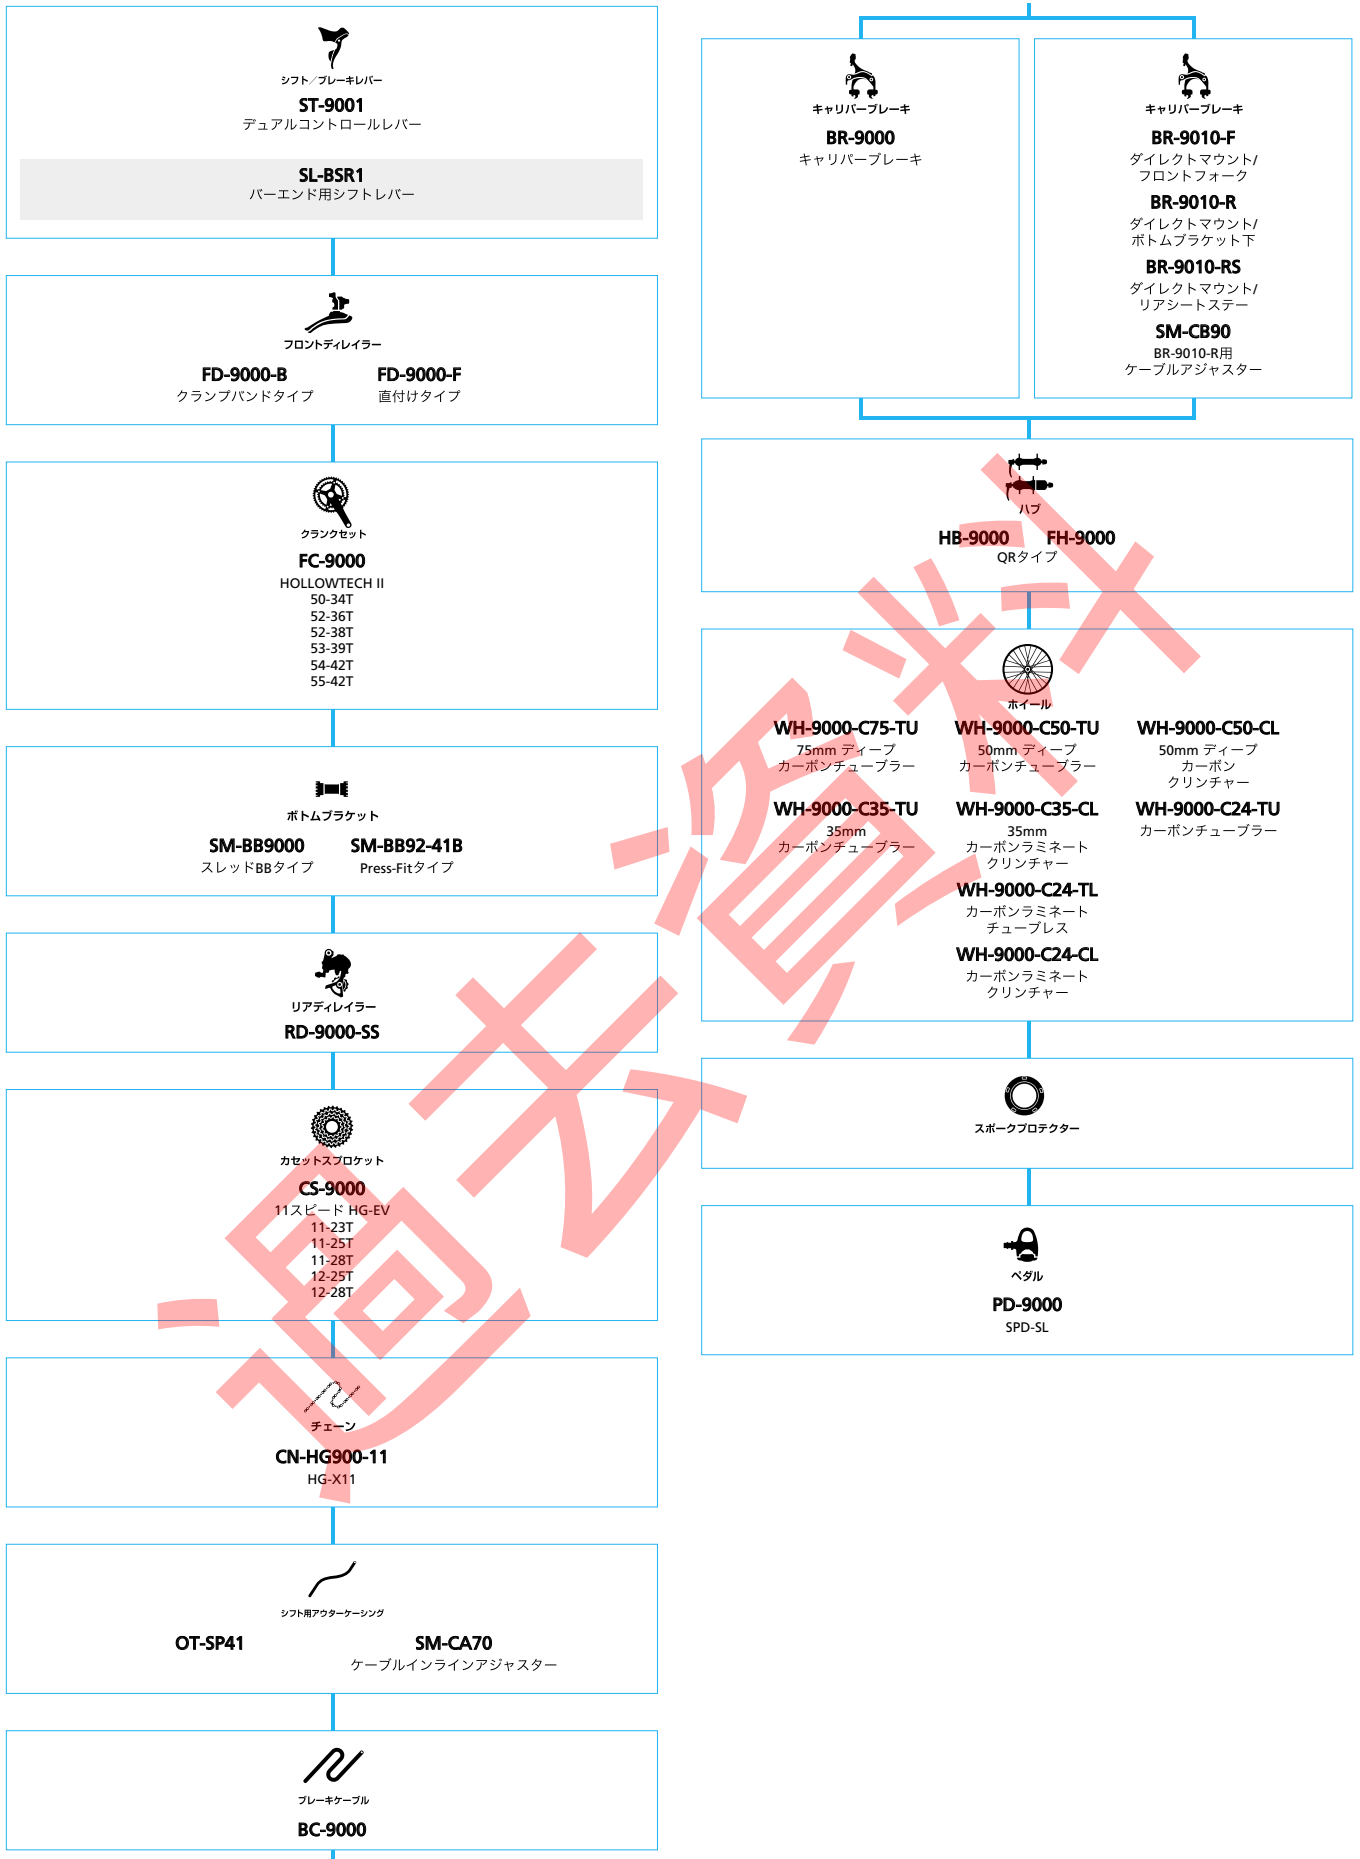 シフト／ブレーキレバー
ST-9001
デュアルコントロールレバー
SL-BSR1
バーエンド用シフトレバー
フロントディレイラー
FD-9000-B FD-9000-F
クランプバンドタイプ 直付けタイプ
クランクセット
FC-9000
HOLLOWTECH II
50-34T
52-36T
52-38T
53-39T
54-42T
55-42T
ボトムブラケット
SM-BB9000 SM-BB92-41B
スレッドBBタイプ Press-Fitタイプ
リアディレイラー
RD-9000-SS
カセットスプロケット
CS-9000
11スピード HG-EV
11-23T
11-25T
11-28T
12-25T
12-28T
チェーン
CN-HG900-11
HG-X11
シフト用アウターケーシング
OT-SP41 SM-CA70
ケーブルインラインアジャスター
ブレーキケーブル
BC-9000
キャリパーブレーキ
BR-9000
キャリパーブレーキ
キャリパーブレーキ
BR-9010-F
ダイレクトマウント/
フロントフォーク
BR-9010-R
ダイレクトマウント/
ボトムブラケット下
BR-9010-RS
ダイレクトマウント/
リアシートステー
SM-CB90
BR-9010-R用
ケーブルアジャスター
ハブ
HB-9000 FH-9000
QRタイプ
ホイール
WH-9000-C75-TU WH-9000-C50-TU WH-9000-C50-CL
75mm ディープ 50mm ディープ 50mm ディープ
カーボンチューブラー カーボンチューブラー カーボン
クリンチャー
WH-9000-C35-TU WH-9000-C35-CL WH-9000-C24-TU
35mm 35mm カーボンチューブラー
カーボンチューブラー カーボンラミネート
クリンチャー
WH-9000-C24-TL
カーボンラミネート
チューブレス
WH-9000-C24-CL
カーボンラミネート
クリンチャー
スポークプロテクター
ペダル
PD-9000
SPD-SL
過去資料